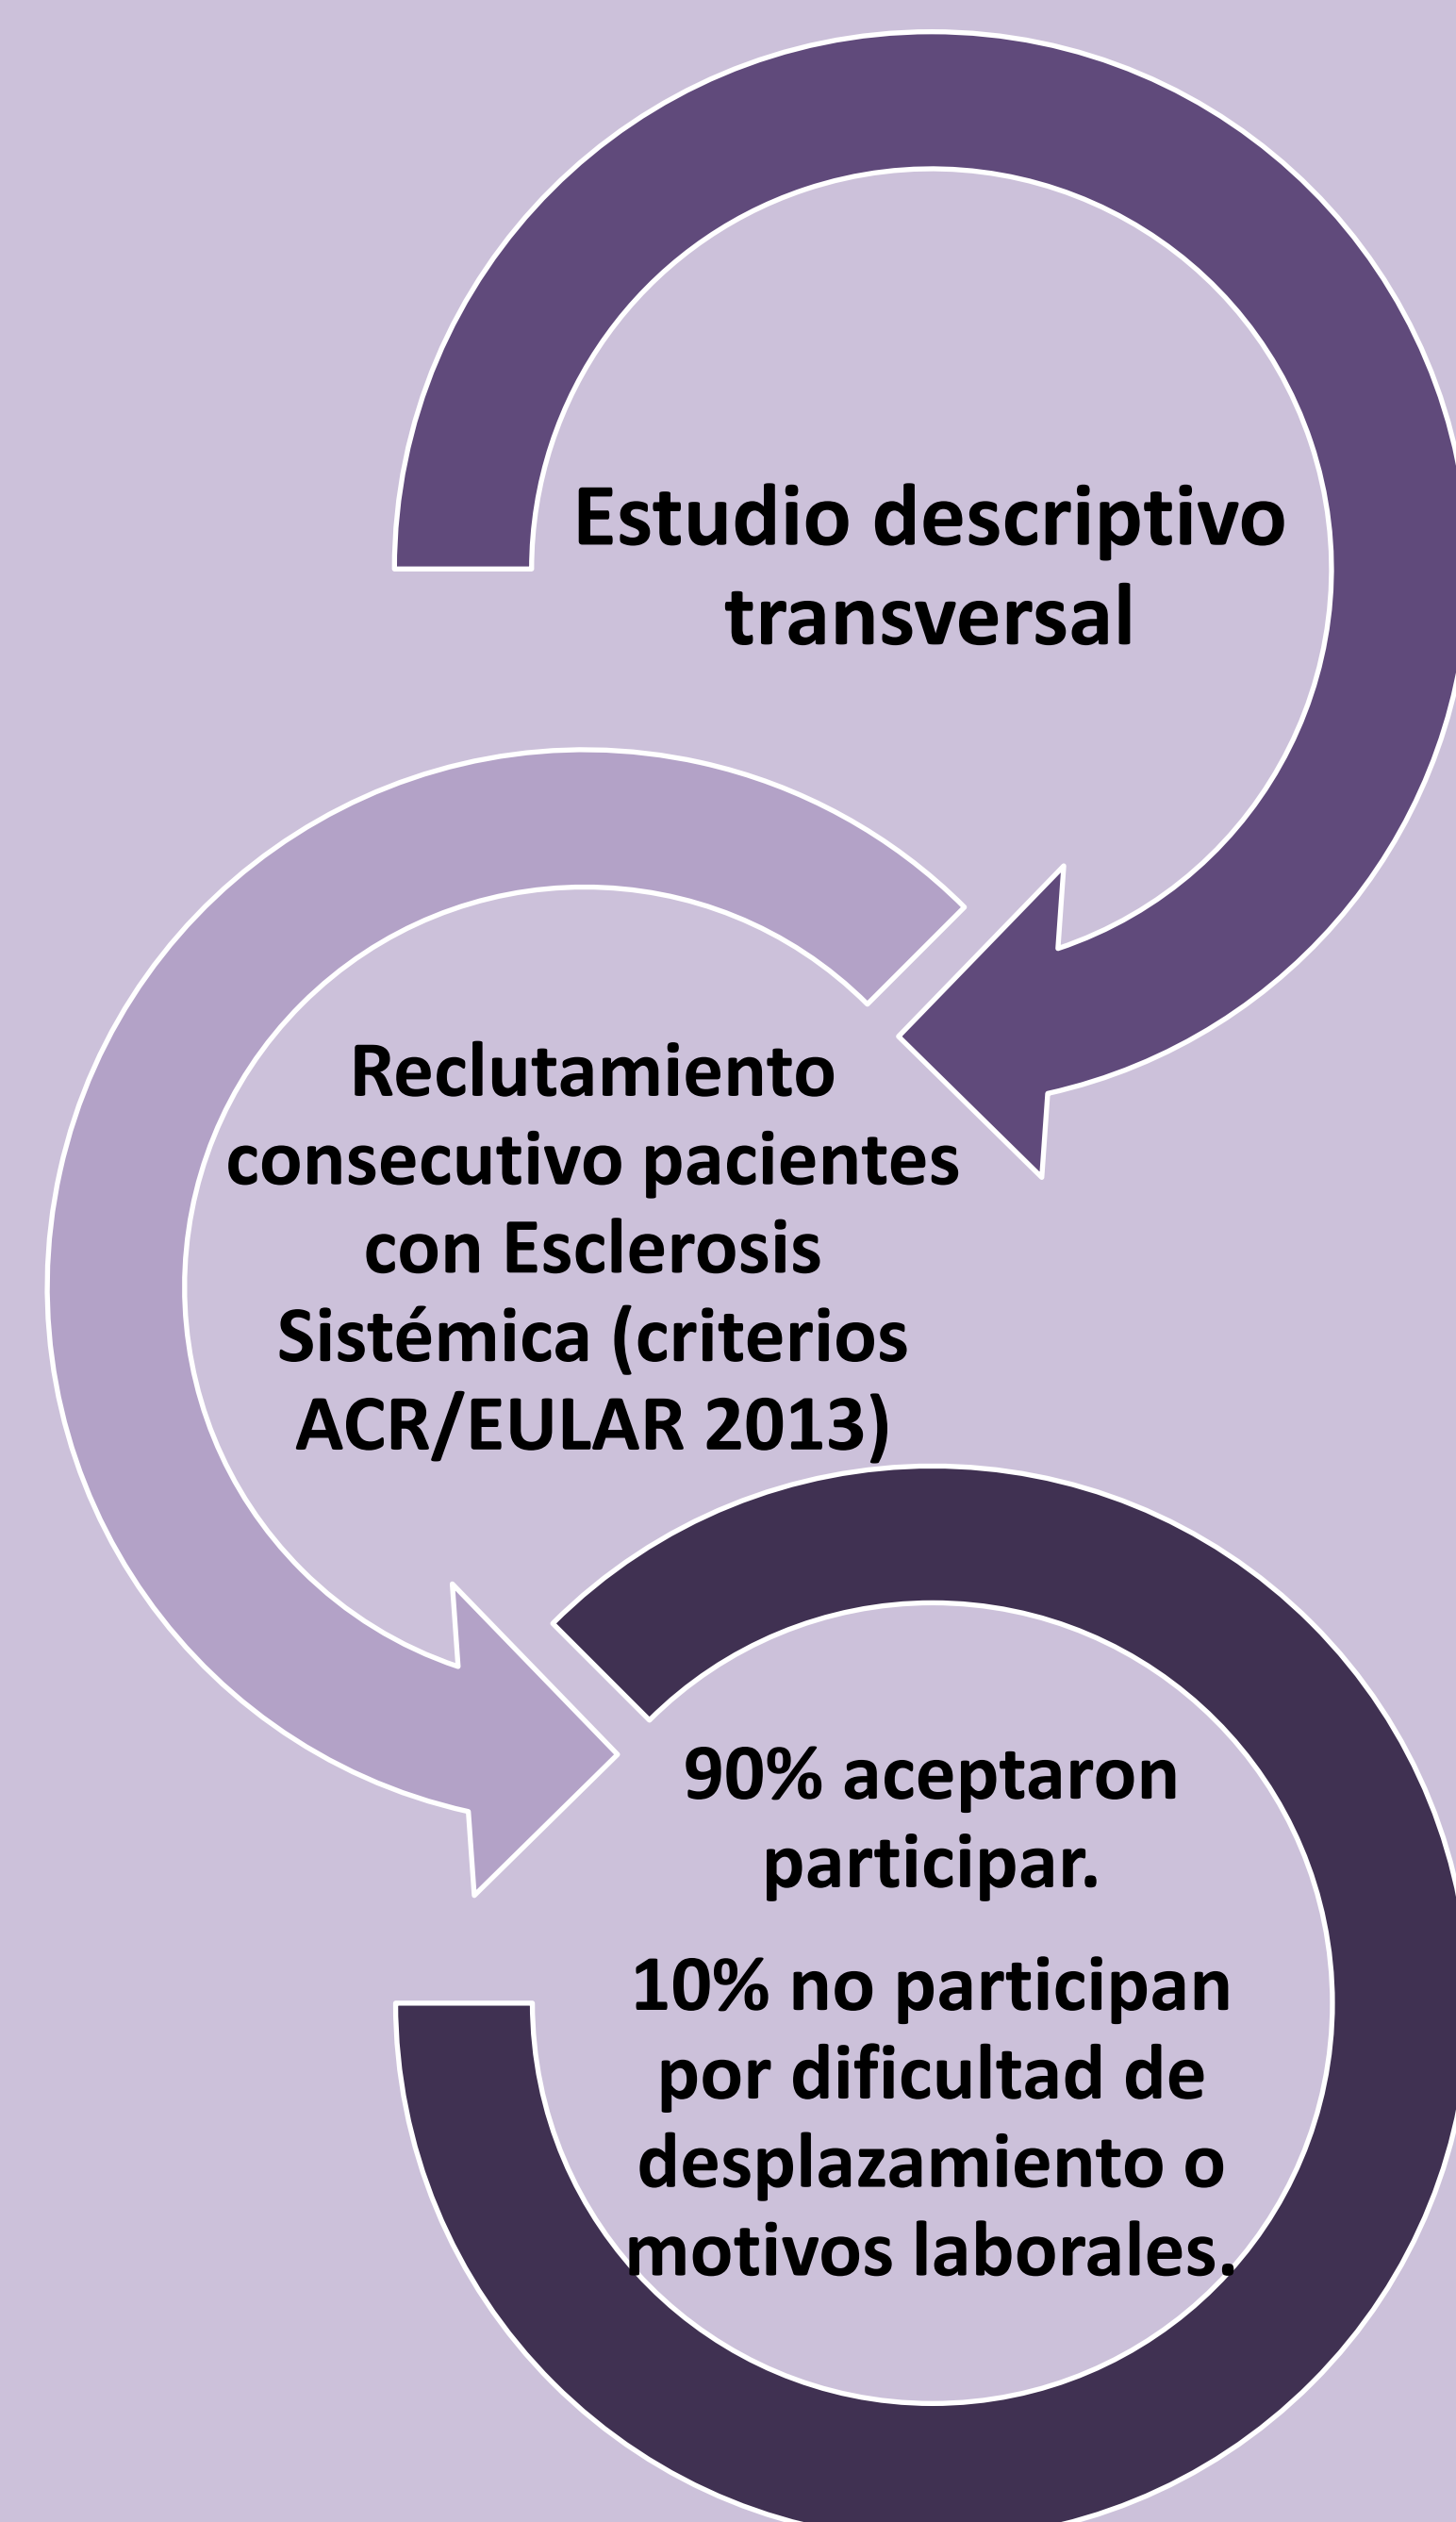 Estudio descriptivo
transversal
Reclutamiento
consecutivo pacientes
con Esclerosis
Sistémica (criterios
ACR/EULAR 2013)
90% aceptaron
participar.
10% no participan
por dificultad de
desplazamiento o
motivos laborales.